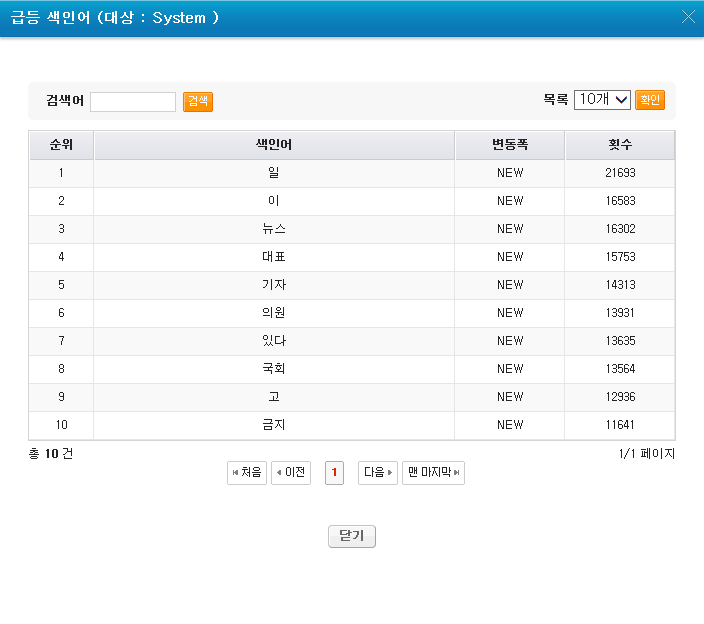 급등 색인어 (대상 : System )
검색어 검색 목록 10개 확인
순위 색인어 변동폭 횟수
1 일 NEW 21693
2 이 NEW 16583
3 뉴스 NEW 16302
4 대표 NEW 15753
5 기자 NEW 14313
6 의원 NEW 13931
7 있다 NEW 13635
8 국회 NEW 13564
9 고 NEW 12936
10 금지 NEW 11641
총 10 건 1/1 페이지
처음 이전 1 다음 맨 마지막
닫기